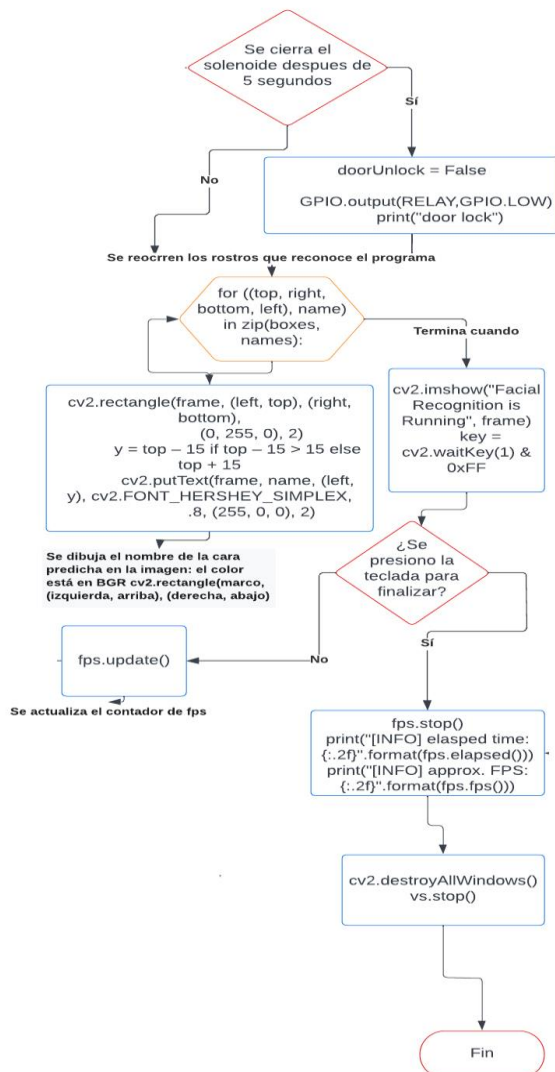 Se cierra el
solenoide despues de
5 segundos
Sí
No
doorUnlock = False
GPIO.output(RELAY,GPIO.LOW)
print("door lock")
Se reocrren los rostros que reconoce el programa
for ((top, right,
bottom, left), name)
in zip(boxes,
names):
Termina cuando
cv2.rectangle(frame, (left, top), (right,
bottom),
(0, 255, 0), 2)
y = top – 15 if top – 15 > 15 else
top + 15
cv2.putText(frame, name, (left,
y), cv2.FONT_HERSHEY_SIMPLEX,
.8, (255, 0, 0), 2)
cv2.imshow("Facial
Recognition is
Running", frame)
key =
cv2.waitKey(1) &
0xFF
Se dibuja el nombre de la cara
predicha en la imagen: el color
está en BGR cv2.rectangle(marco,
(izquierda, arriba), (derecha, abajo)
¿Se
presiono la
teclada para
finalizar?
No
Sí
fps.update()
Se actualiza el contador de fps
fps.stop()
print("[INFO] elasped time:
{:.2f}".format(fps.elapsed()))
print("[INFO] approx. FPS:
{:.2f}".format(fps.fps()))
cv2.destroyAllWindows()
vs.stop()
Fin